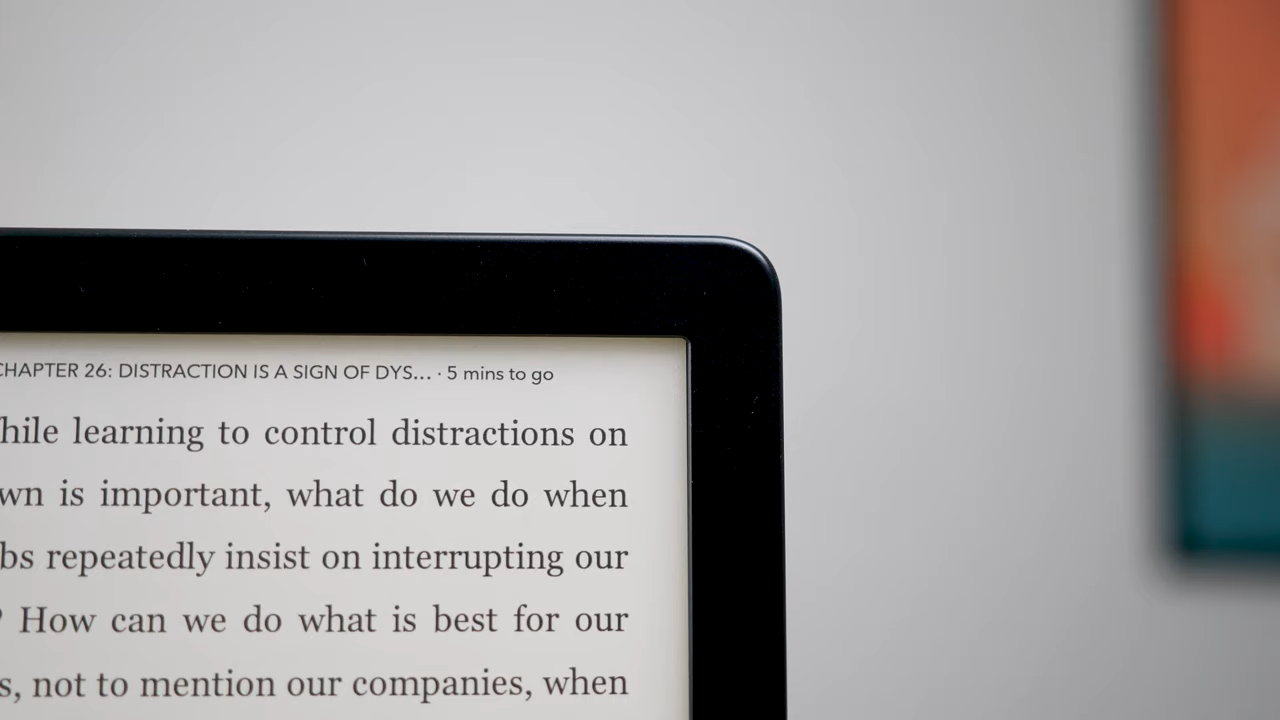 CHAPTER 26: DISTRACTION IS A SIGN OF DYS... · 5 mins to go
hile learning to control distractions on
wn is important, what do we do when
bs repeatedly insist on interrupting our
? How can we do what is best for our
s, not to mention our companies, when